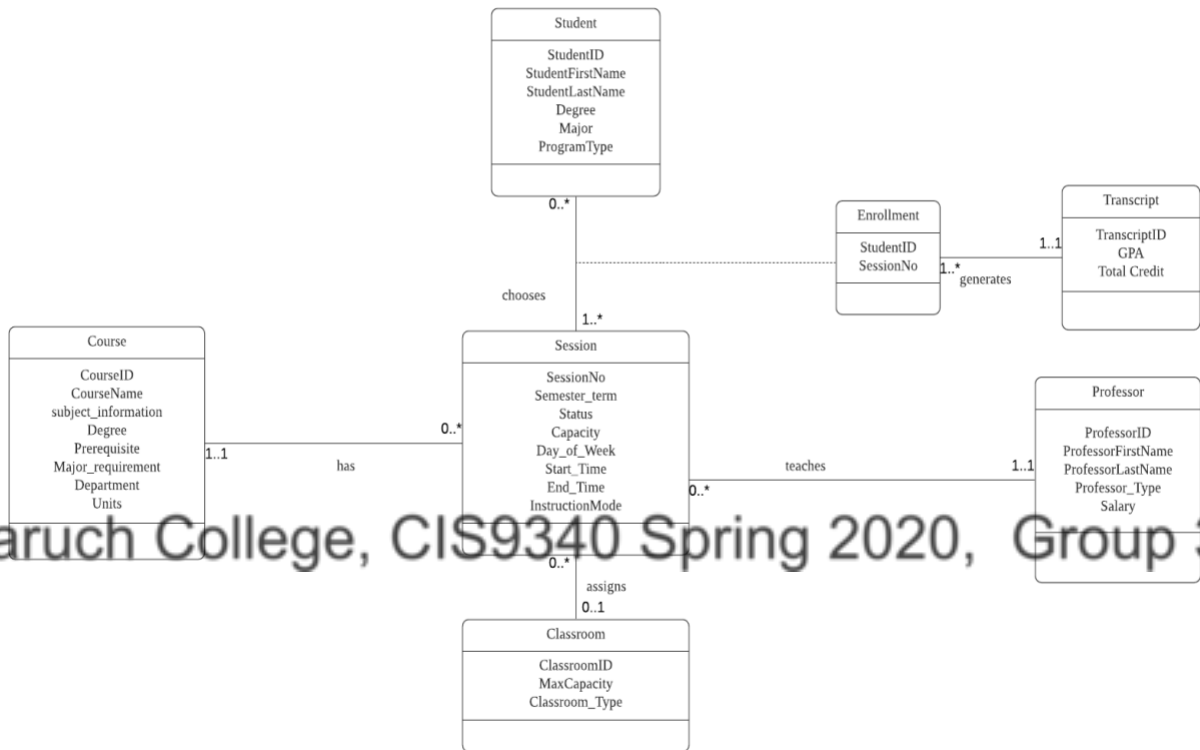 Student
StudentID
StudentFirstName
StudentLastName
Degree
Major
ProgramType
0..*
chooses
1..*
Enrollment
StudentID
SessionNo
1..*
generates
1..1
Transcript
TranscriptID
GPA
Total Credit
Course
CourseID
CourseName
subject_information
Degree
Prerequisite
Major_requirement
Department
Units
1..1
has
0..*
Session
SessionNo
Semester_term
Status
Capacity
Day_of_Week
Start_Time
End_Time
InstructionMode
0..*
teaches
1..1
Professor
ProfessorID
ProfessorFirstName
ProfessorLastName
Professor_Type
Salary
aruch College, CIS9340 Spring 2020, Group
0..*
assigns
0..1
Classroom
ClassroomID
MaxCapacity
Classroom_Type